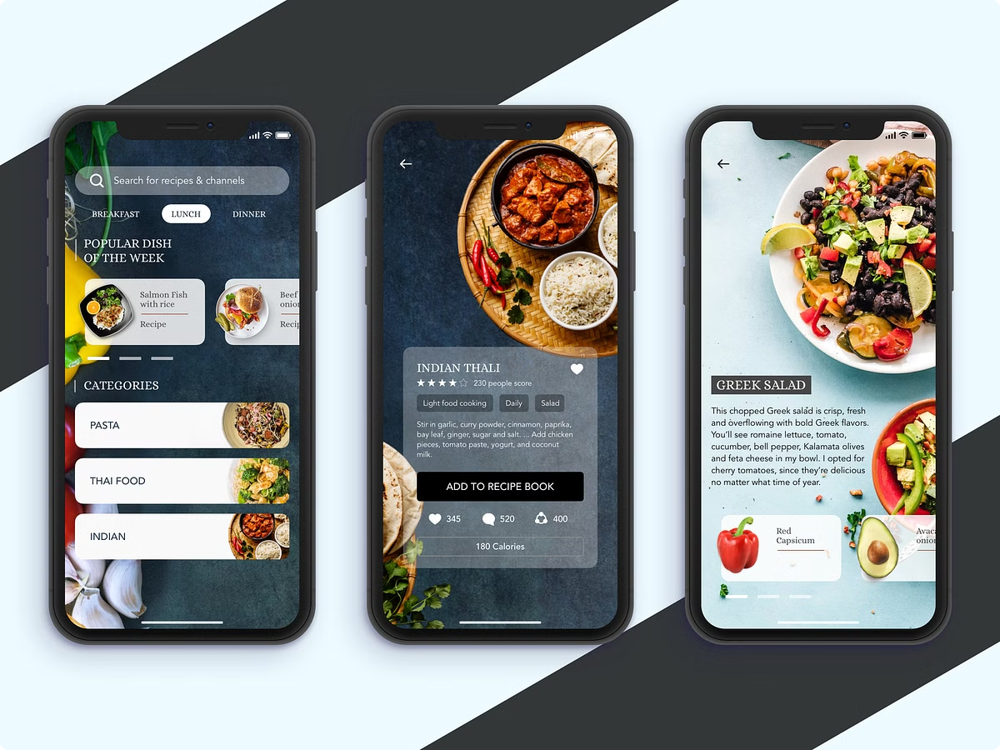 Search for recipes & channels
BREAKFAST LUNCH DINNER
POPULAR DISH
OF THE WEEK
Salmon Fish
with rice
Recipe
Beef
onion
Recip
CATEGORIES
PASTA
THAI FOOD
INDIAN
INDIAN THALI
230 people score
Light food cooking Daily Salad
Stir in garlic, curry powder, cinnamon, paprika,
bay leaf, ginger, sugar and salt. ... Add chicken
pieces, tomato paste, yogurt, and coconut
milk.
ADD TO RECIPE BOOK
345 520 400
180 Calories
GREEK SALAD
This chopped Greek salad is crisp, fresh
and overflowing with bold Greek flavors.
You'll see romaine lettuce, tomato,
cucumber, bell pepper, Kalamata olives
and feta cheese in my bowl. I opted for
cherry tomatoes, since they're delicious
no matter what time of year.
Red
Capsicum
Avaca
onion